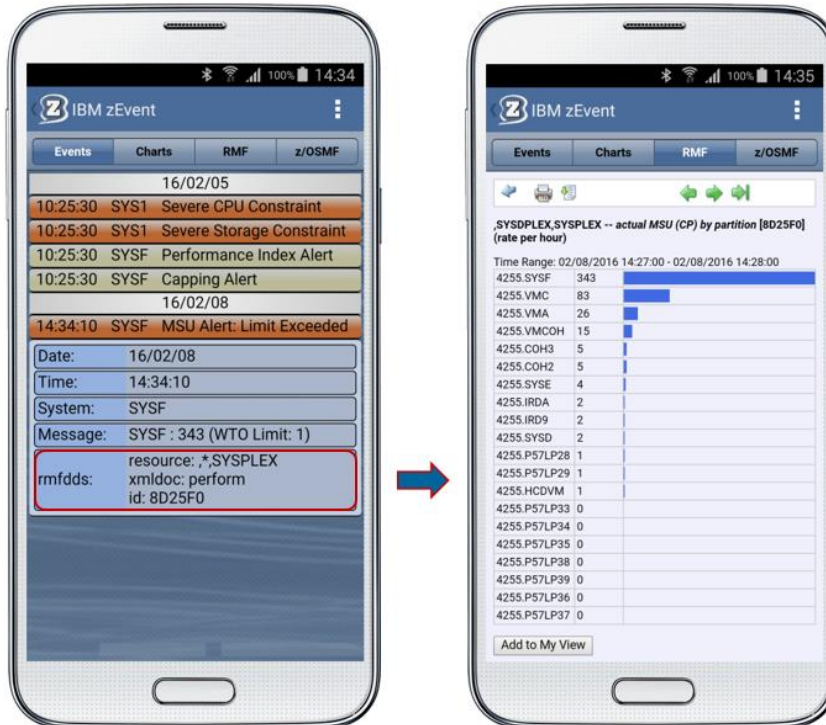 100% 14:34
IBM zEvent
Events Charts RMF z/OSMF
16/02/05
10:25:30 SYS1 Severe CPU Constraint
10:25:30 SYS1 Severe Storage Constraint
10:25:30 SYSF Performance Index Alert
10:25:30 SYSF Capping Alert
16/02/08
14:34:10 SYSF MSU Alert: Limit Exceeded
Date: 16/02/08
Time: 14:34:10
System: SYSF
Message: SYSF : 343 (WTO Limit: 1)
rmfdds: resource: ,*,SYSPLEX
xmldoc: perform
id: 8D25F0
100% 14:35
IBM zEvent
Events Charts RMF z/OSMF
,SYSDPLEX,SYSPLEX -- actual MSU (CP) by partition [8D25F0]
(rate per hour)
Time Range: 02/08/2016 14:27:00 - 02/08/2016 14:28:00
4255.SYSF 343
4255.VMC 83
4255.VMA 26
4255.VMCOH 15
4255.COH3 5
4255.COH2 5
4255.SYSE 4
4255.IRDA 2
4255.IRD9 2
4255.SYSD 2
4255.P57LP28 1
4255.P57LP29 1
4255.HCDVM 1
4255.P57LP33 0
4255.P57LP34 0
4255.P57LP35 0
4255.P57LP38 0
4255.P57LP39 0
4255.P57LP36 0
4255.P57LP37 0
Add to My View